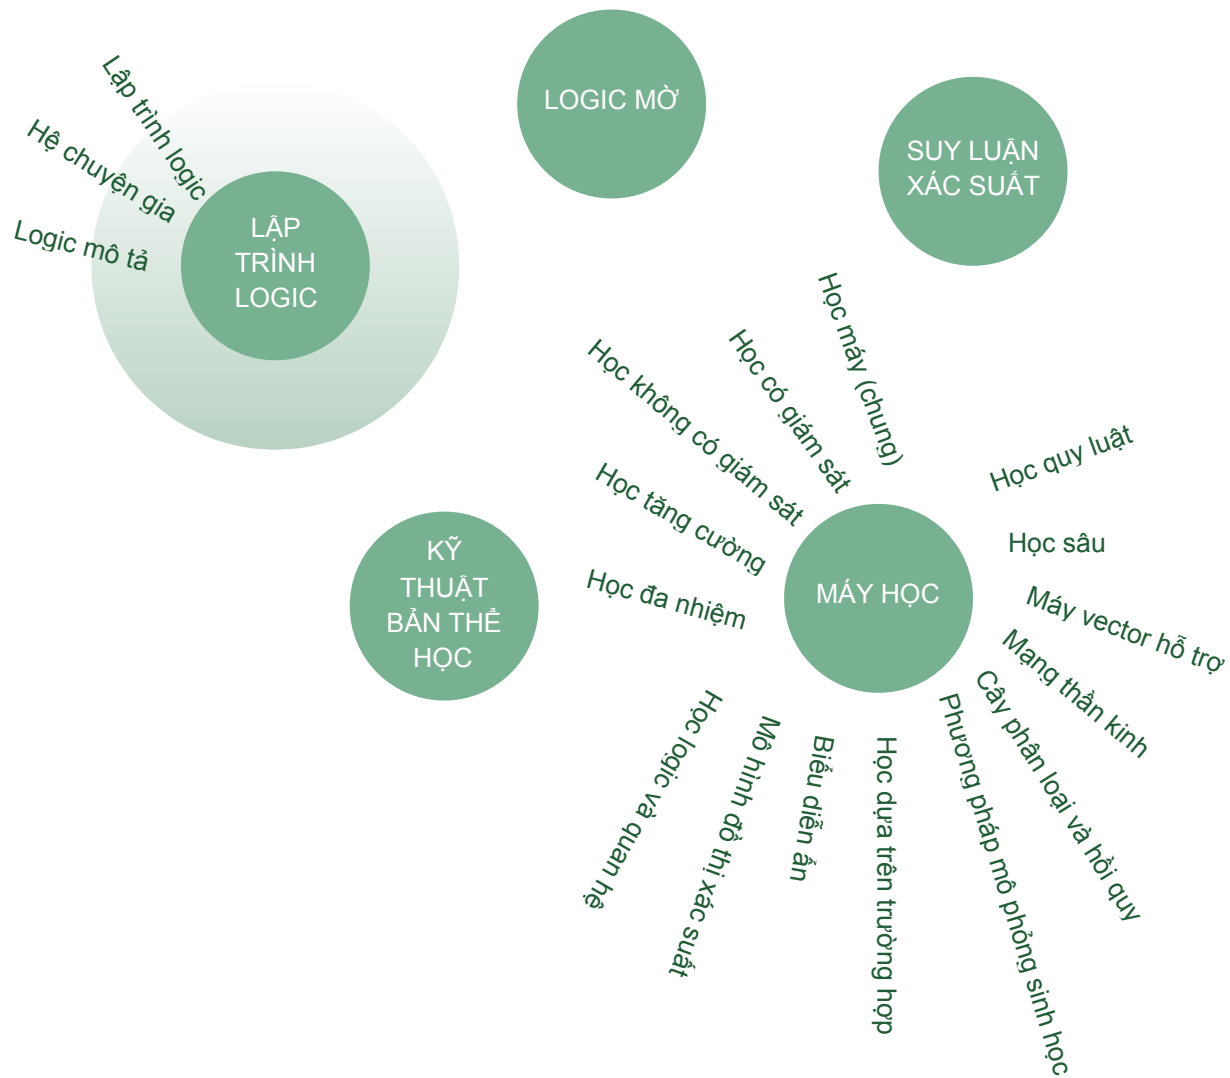 LOGIC MỜ
SUY LUẬN
XÁC SUẤT
Lập trình logic
Hệ chuyện gia
Logic mô tả
LẬP
TRÌNH
LOGIC
Học máy (chung)
Học có giám sát
Học không có giám sát
Học tăng cường
Học đa nhiệm
KỸ
THUẬT
BẢN THỂ
HỌC
MÁY HỌC
Học quy luật
Học sâu
Máy vector hỗ trợ
Mạng thần kinh
Cây phân loại và hồi quy
Phương pháp mô phỏng sinh học
Học dựa trên trường hợp
Biểu diễn ẩn
Mô hình đồ thị xác suất
Học logic và quan hệ